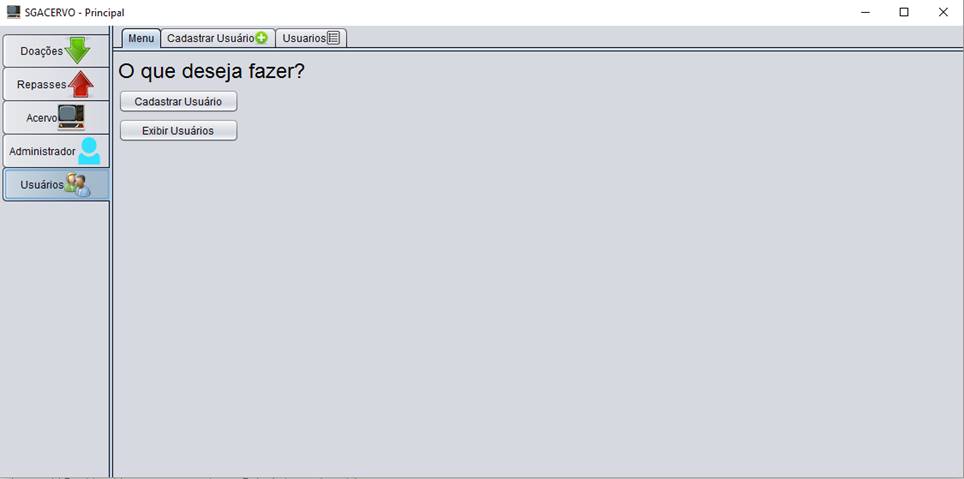 SGACERVO - Principal
Doações
Repasses
Acervo
Administrador
Usuários
Menu
Cadastrar Usuário
Usuarios
O que deseja fazer?
Cadastrar Usuário
Exibir Usuários